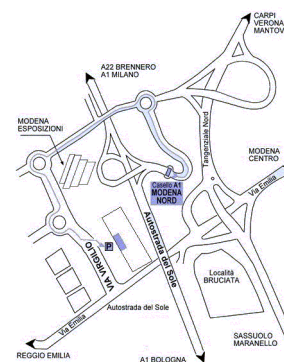 CARPI
VERONA
MANTOV
A22 BRENNERO
A1 MILANO
MODENA
ESPOSIZIONI
Tangenziale Nord
MODENA
CENTRO
Casello A1
MODENA
NORD
Via Emilia
P
VIA VIRGILIO
Autostrada del Sole
Località
BRUCIATA
Autostrada del Sole
Via Emilia
SASSUOLO
MARANELLO
REGGIO EMILIA
A1 BOLOGNA